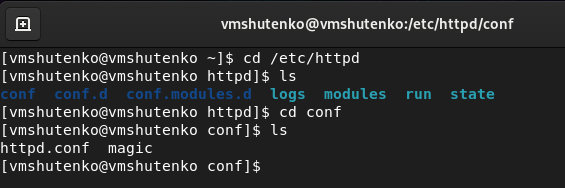 vmshutenko@vmshutenko:/etc/httpd/conf
[vmshutenko@vmshutenko ~]$ cd /etc/httpd
[vmshutenko@vmshutenko httpd]$ ls
conf  conf.d  conf.modules.d  logs  modules  run  state
[vmshutenko@vmshutenko httpd]$ cd conf
[vmshutenko@vmshutenko conf]$ ls
httpd.conf  magic
[vmshutenko@vmshutenko conf]$